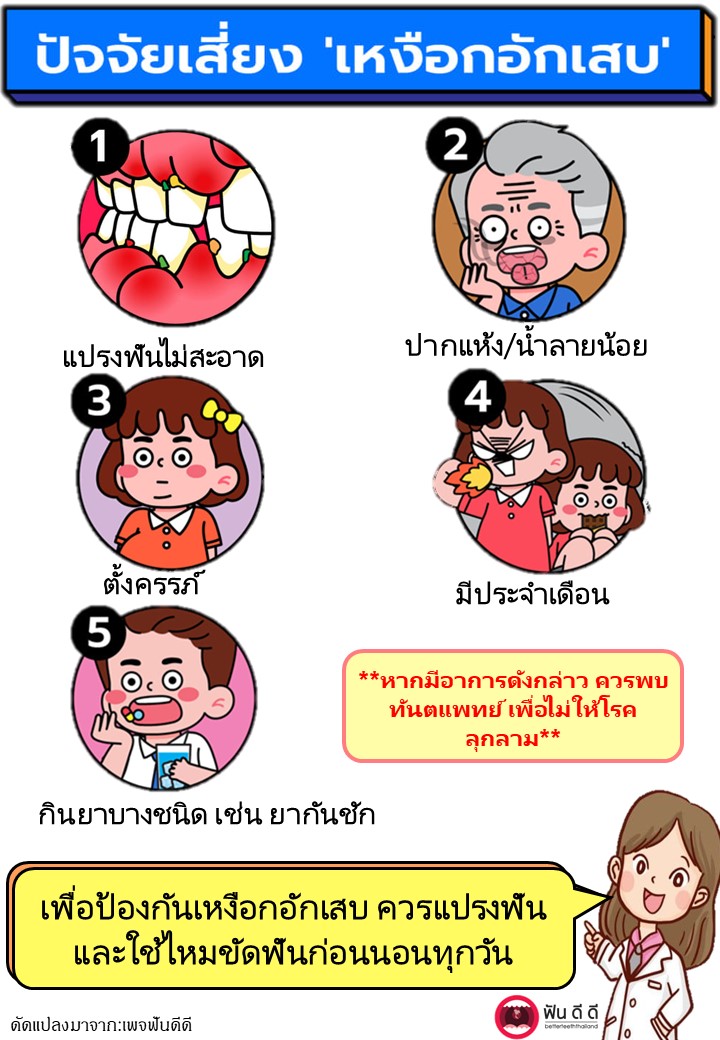 ปัจจัยเสี่ยง 'เหงือกอักเสบ'
1
2
แปรงฟันไม่สะอาด
ปากแห้ง/น้ำลายน้อย
3
4
ตั้งครรภ์
มีประจำเดือน
5
**หากมีอาการดังกล่าว ควรพบ
ทันตแพทย์ เพื่อไม่ให้โรค
ลุกลาม**
กินยาบางชนิด เช่น ยากันชัก
เพื่อป้องกันเหงือกอักเสบ ควรแปรงฟัน
และใช้ไหมขัดฟันก่อนนอนทุกวัน
ดัดแปลงมาจาก:เพจฟันดีดี
ฟัน ดี ดี
betterteeththailand